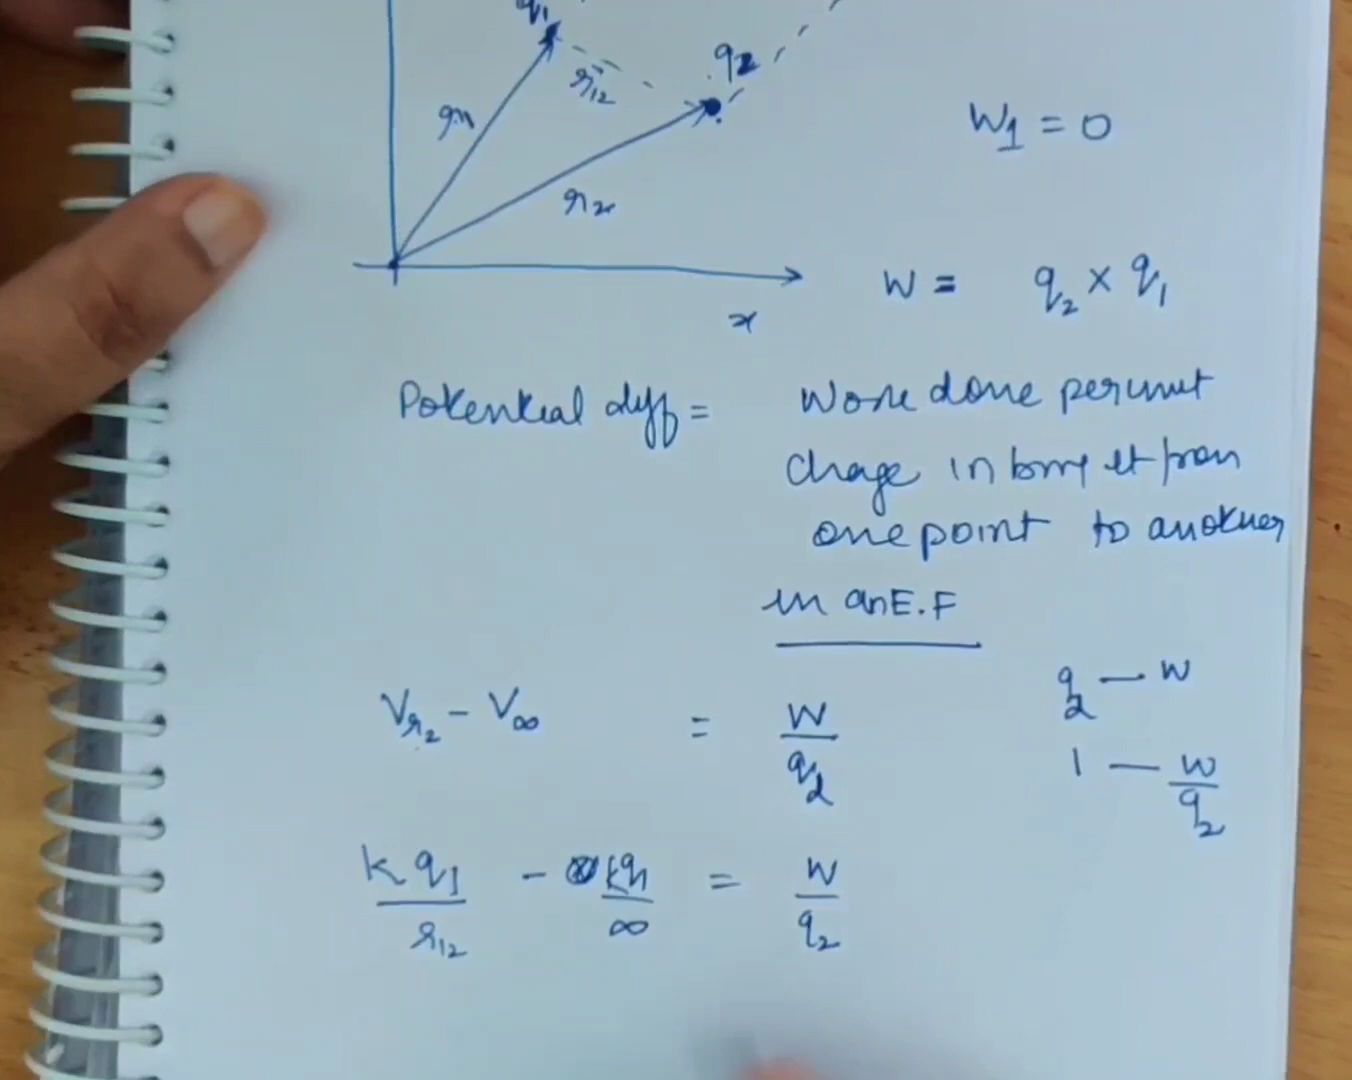 q1
r12
q2
r1
r2
W1 = 0
x
W = q2 × q1
Potential diff = Work done per unit
charge in bring it from
one point to another
in an E.F
q2 — W
Vr2 - V∞ = W/q2
1 — W/q2
kq1/r12 - kq1/∞ = W/q2